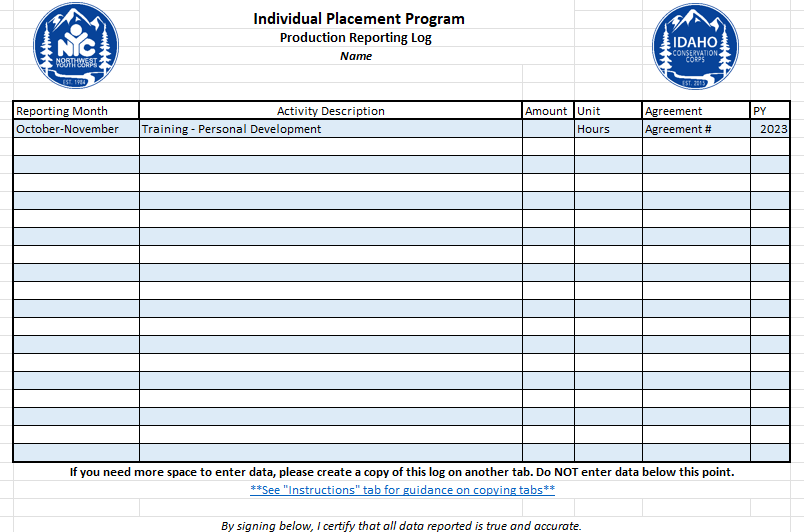 Individual Placement Program
Production Reporting Log
Name
NYC
NORTHWEST
YOUTH CORPS
EST. 1984
IDAHO
CONSERVATION
CORPS
EST. 2015
Reporting Month Activity Description Amount Unit Agreement PY
October-November Training - Personal Development Hours Agreement # 2023
If you need more space to enter data, please create a copy of this log on another tab. Do NOT enter data below this point.
**See "Instructions" tab for guidance on copying tabs**
By signing below, I certify that all data reported is true and accurate.